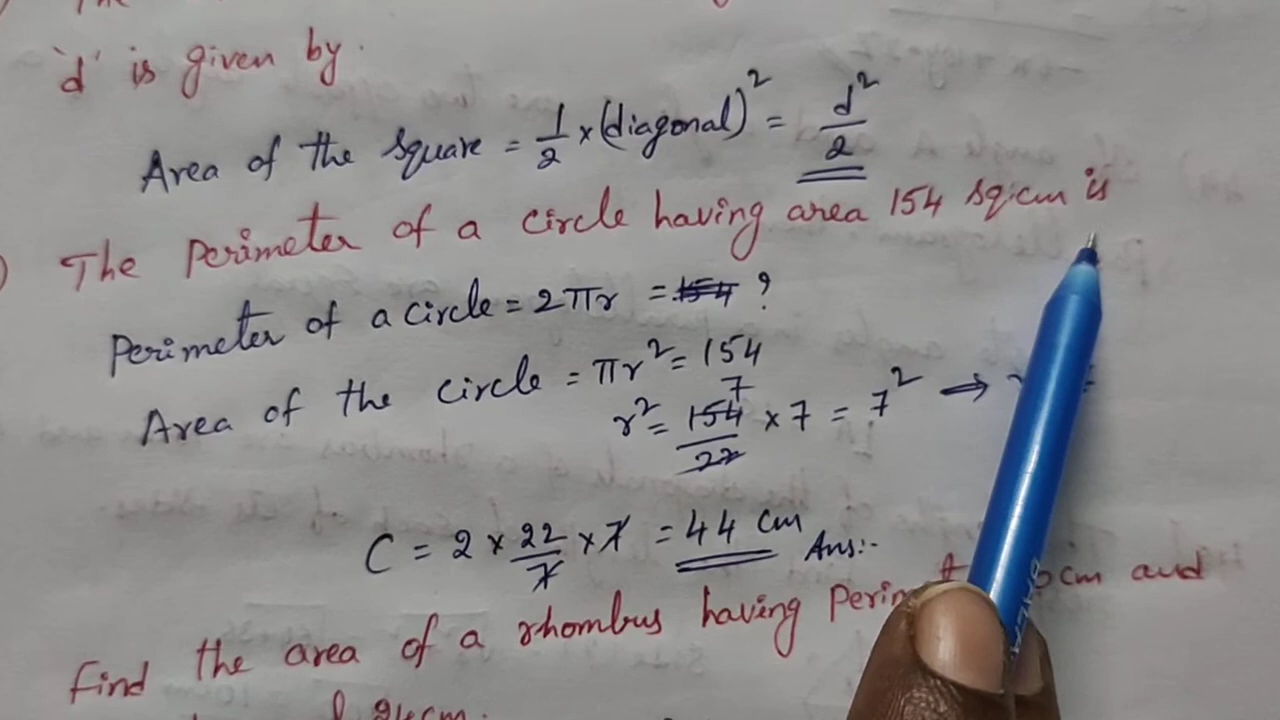 'd' is given by.
Area of the square = 1/2 × (diagonal)² = d²/2
The Perimeter of a circle having area 154 sq.cm is
Perimeter of a circle = 2πr = 154 ?
Area of the circle = πr² = 154
r² = 154/22 × 7 = 7² ⇒
7
C = 2 × 22/7 × 7 = 44 cm Ans:-
Find the area of a rhombus having cm and
24cm.